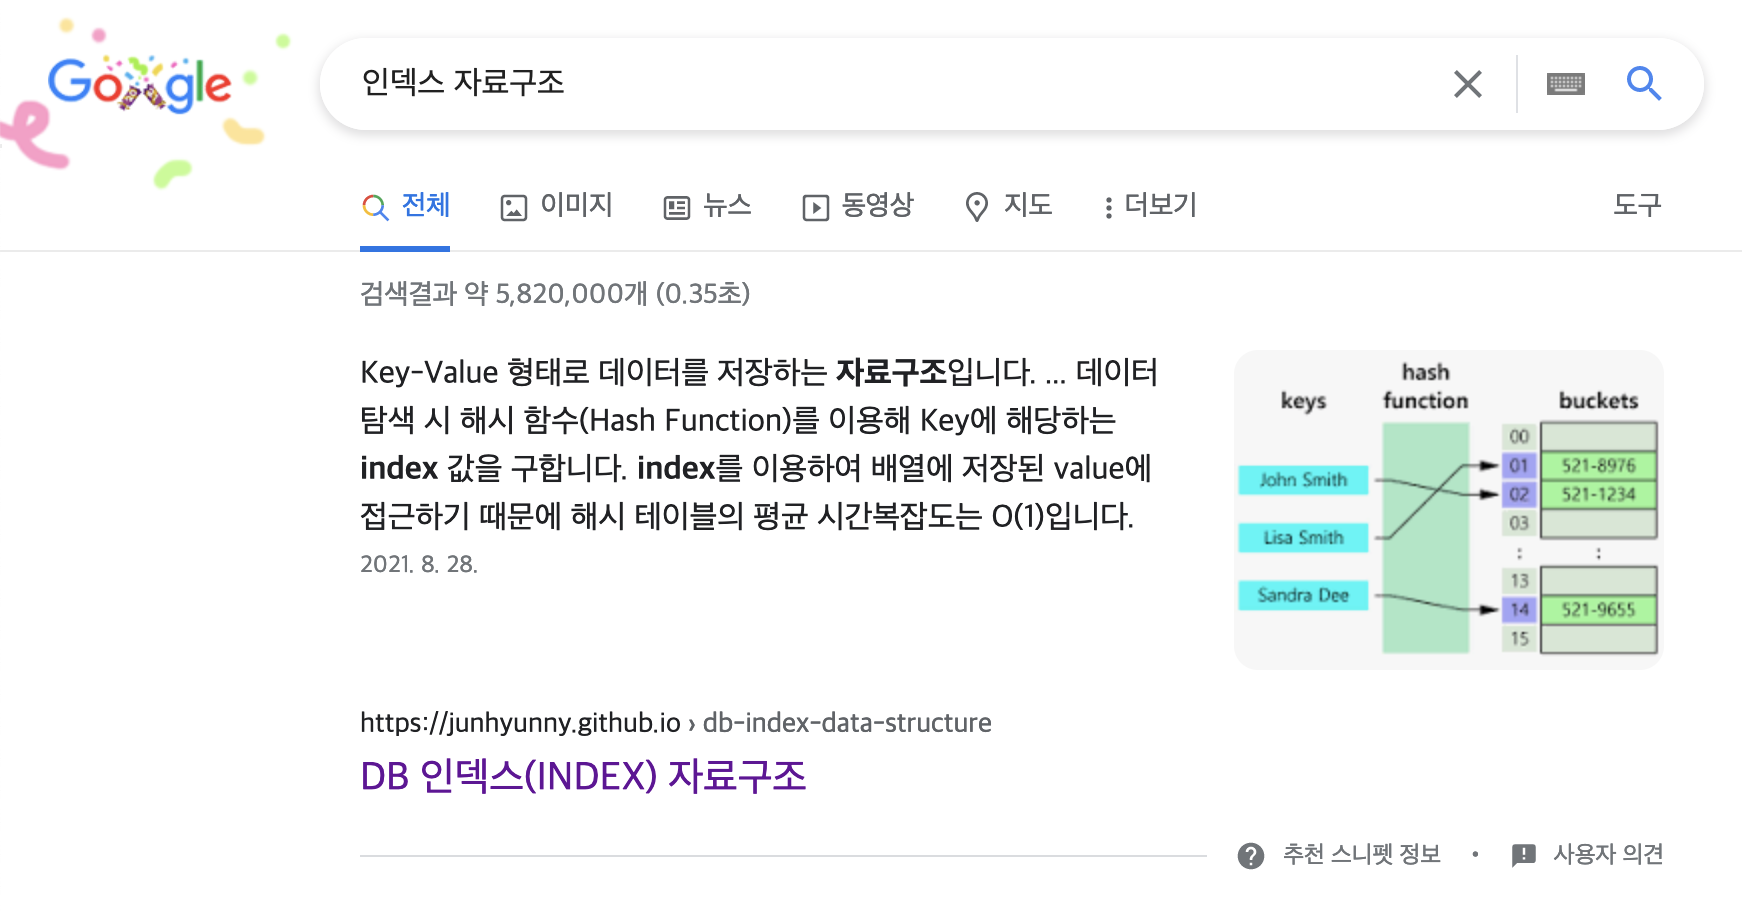 Google
인덱스 자료구조
전체 이미지 뉴스 동영상 지도 더보기 도구
검색결과 약 5,820,000개 (0.35초)
Key-Value 형태로 데이터를 저장하는 자료구조입니다. ... 데이터
탐색 시 해시 함수(Hash Function)를 이용해 Key에 해당하는
index 값을 구합니다. index를 이용하여 배열에 저장된 value에
접근하기 때문에 해시 테이블의 평균 시간복잡도는 O(1)입니다.
2021. 8. 28.
hash
keys function buckets
00
01 521-8976
John Smith
02 521-1234
03
Lisa Smith
: :
13
Sandra Dee
14 521-9655
15
https://junhyunny.github.io › db-index-data-structure
DB 인덱스(INDEX) 자료구조
추천 스니펫 정보 • 사용자 의견